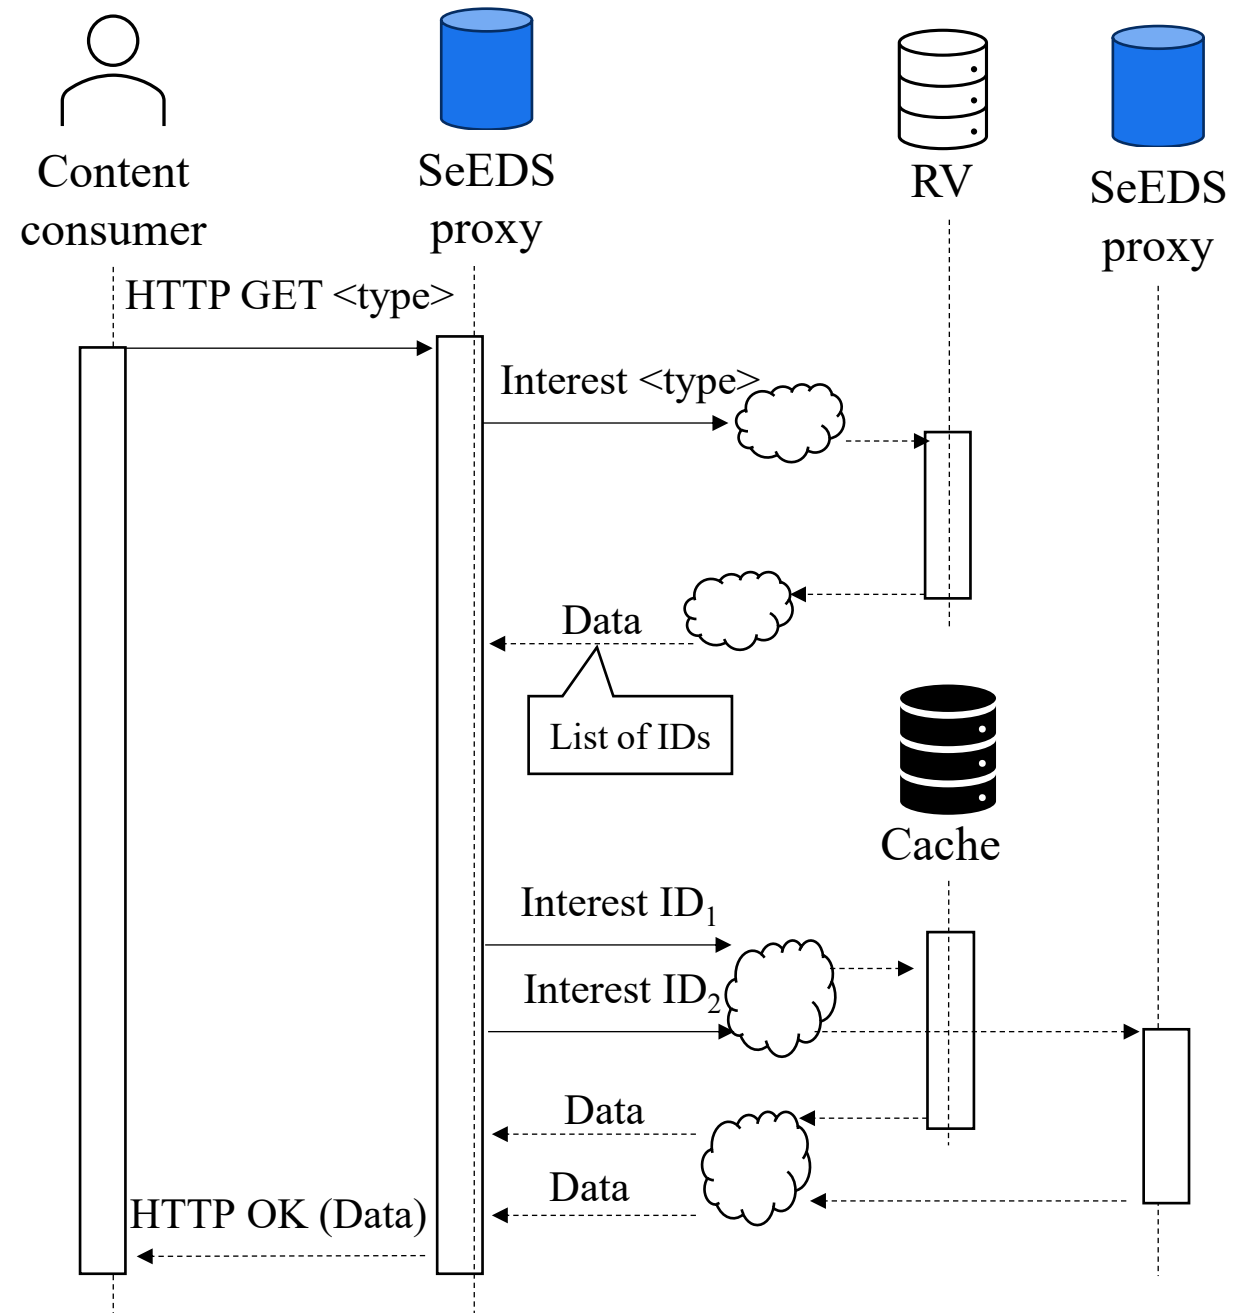 Content
consumer
SeEDS
proxy
RV
SeEDS
proxy
HTTP GET <type>
Interest <type>
Data
List of IDs
Cache
Interest ID₁
Interest ID₂
Data
Data
HTTP OK (Data)